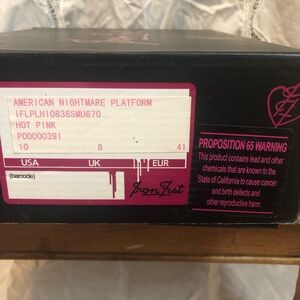 AMERICAN NIGHTMARE PLATFORM
IFLPLH10836SMU670
HOT PINK
P00000391
10 8 41
USA UK EUR
(barcode)
Iron Fist
PROPOSITION 65 WARNING
This product contains lead and other
chemicals that are known to the
State of California to cause cancer
and birth defects and
other reproductive harm.